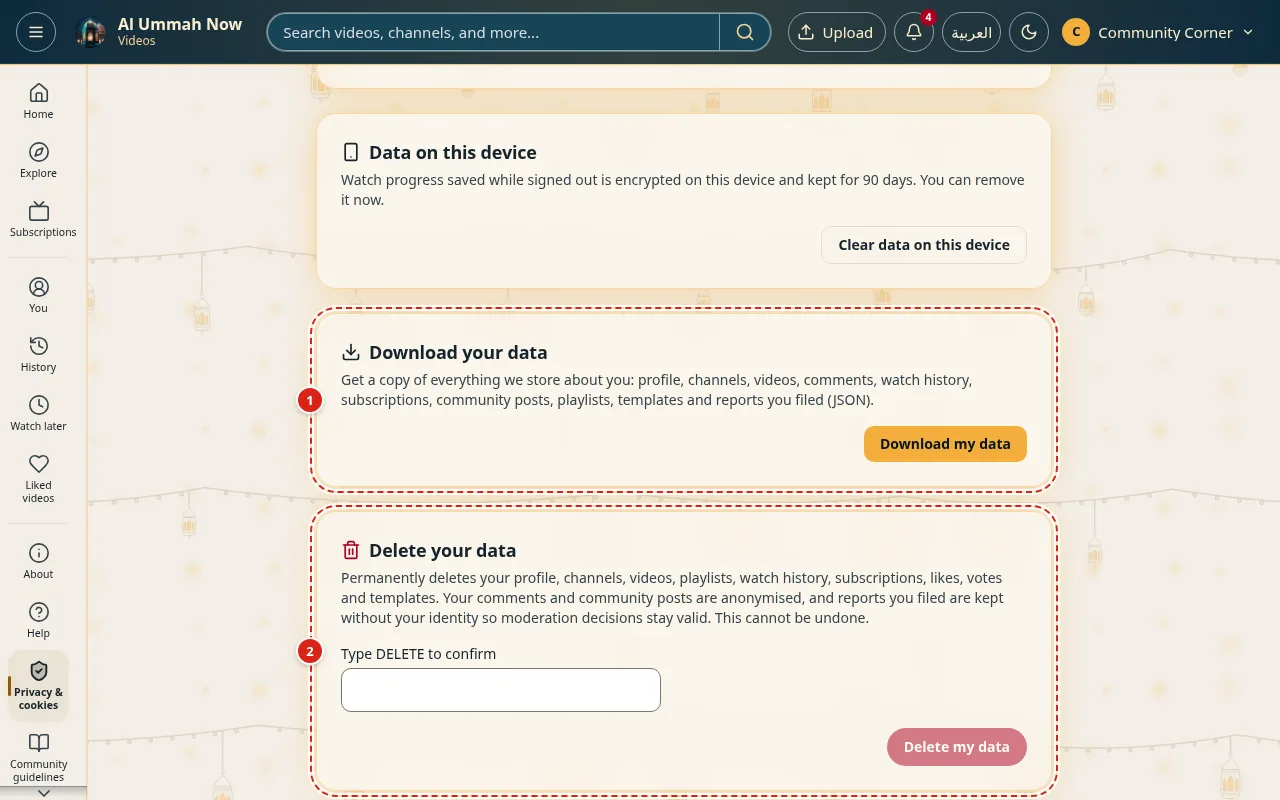 Al Ummah Now
Videos
Search videos, channels, and more...
Upload
4
العربية
C
Community Corner
Home
Explore
Subscriptions
You
History
Watch later
Liked
videos
About
Help
Privacy &
cookies
Community
guidelines
Data on this device
Watch progress saved while signed out is encrypted on this device and kept for 90 days. You can remove
it now.
Clear data on this device
1
Download your data
Get a copy of everything we store about you: profile, channels, videos, comments, watch history,
subscriptions, community posts, playlists, templates and reports you filed (JSON).
Download my data
2
Delete your data
Permanently deletes your profile, channels, videos, playlists, watch history, subscriptions, likes, votes
and templates. Your comments and community posts are anonymised, and reports you filed are kept
without your identity so moderation decisions stay valid. This cannot be undone.
Type DELETE to confirm
Delete my data